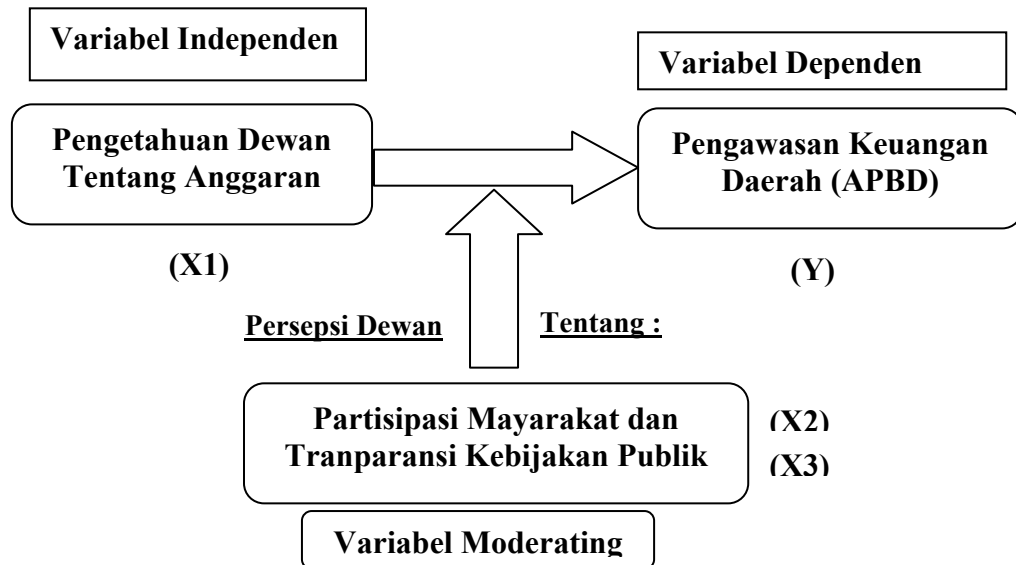 Variabel Independen
Variabel Dependen
Pengetahuan Dewan
Tentang Anggaran
Pengawasan Keuangan
Daerah (APBD)
(X1)
(Y)
Persepsi Dewan
Tentang :
Partisipasi Mayarakat dan
Tranparansi Kebijakan Publik
(X2)
(X3)
Variabel Moderating